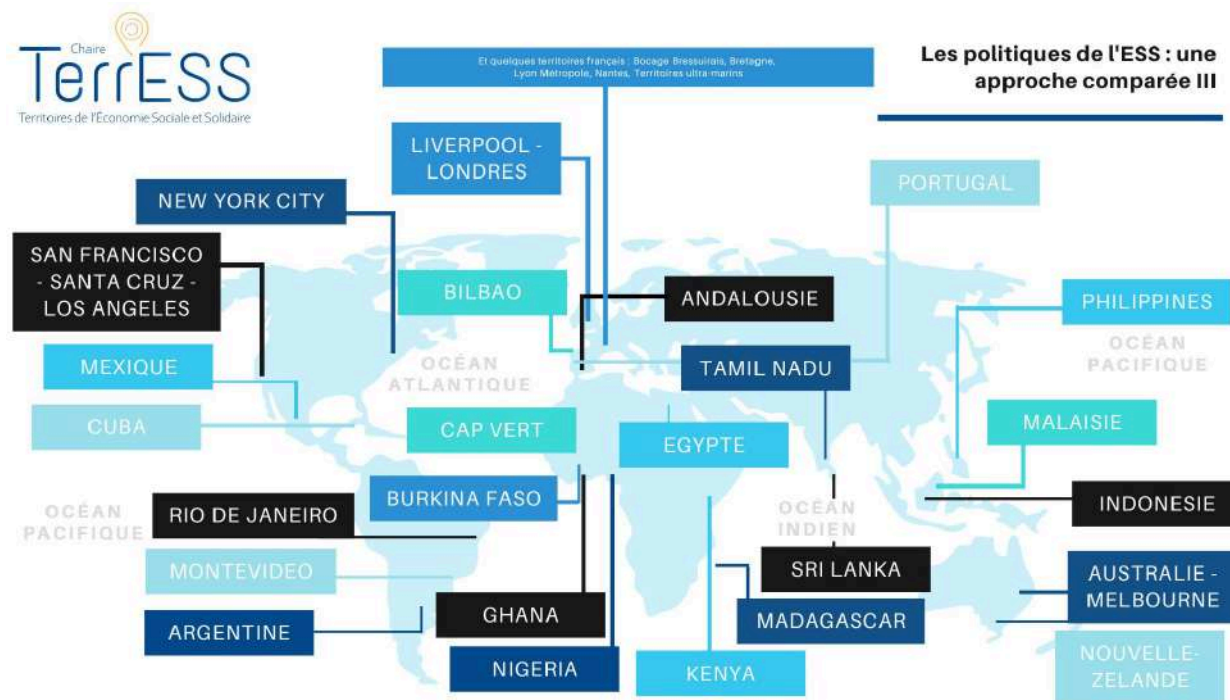 Chaire
TerrESS
Territoires de l'Économie Sociale et Solidaire
Et quelques territoires français : Bocage Bressuirais, Bretagne,
Lyon Métropole, Nantes, Territoires ultra-marins
Les politiques de l'ESS : une
approche comparée III
LIVERPOOL -
LONDRES
PORTUGAL
NEW YORK CITY
SAN FRANCISCO
- SANTA CRUZ -
LOS ANGELES
BILBAO
ANDALOUSIE
PHILIPPINES
MEXIQUE
OCÉAN
ATLANTIQUE
TAMIL NADU
OCÉAN
PACIFIQUE
CUBA
CAP VERT
EGYPTE
MALAISIE
BURKINA FASO
OCÉAN
PACIFIQUE
RIO DE JANEIRO
OCÉAN
INDIEN
INDONESIE
MONTEVIDEO
SRI LANKA
AUSTRALIE -
MELBOURNE
GHANA
MADAGASCAR
ARGENTINE
NIGERIA
KENYA
NOUVELLE-
ZELANDE